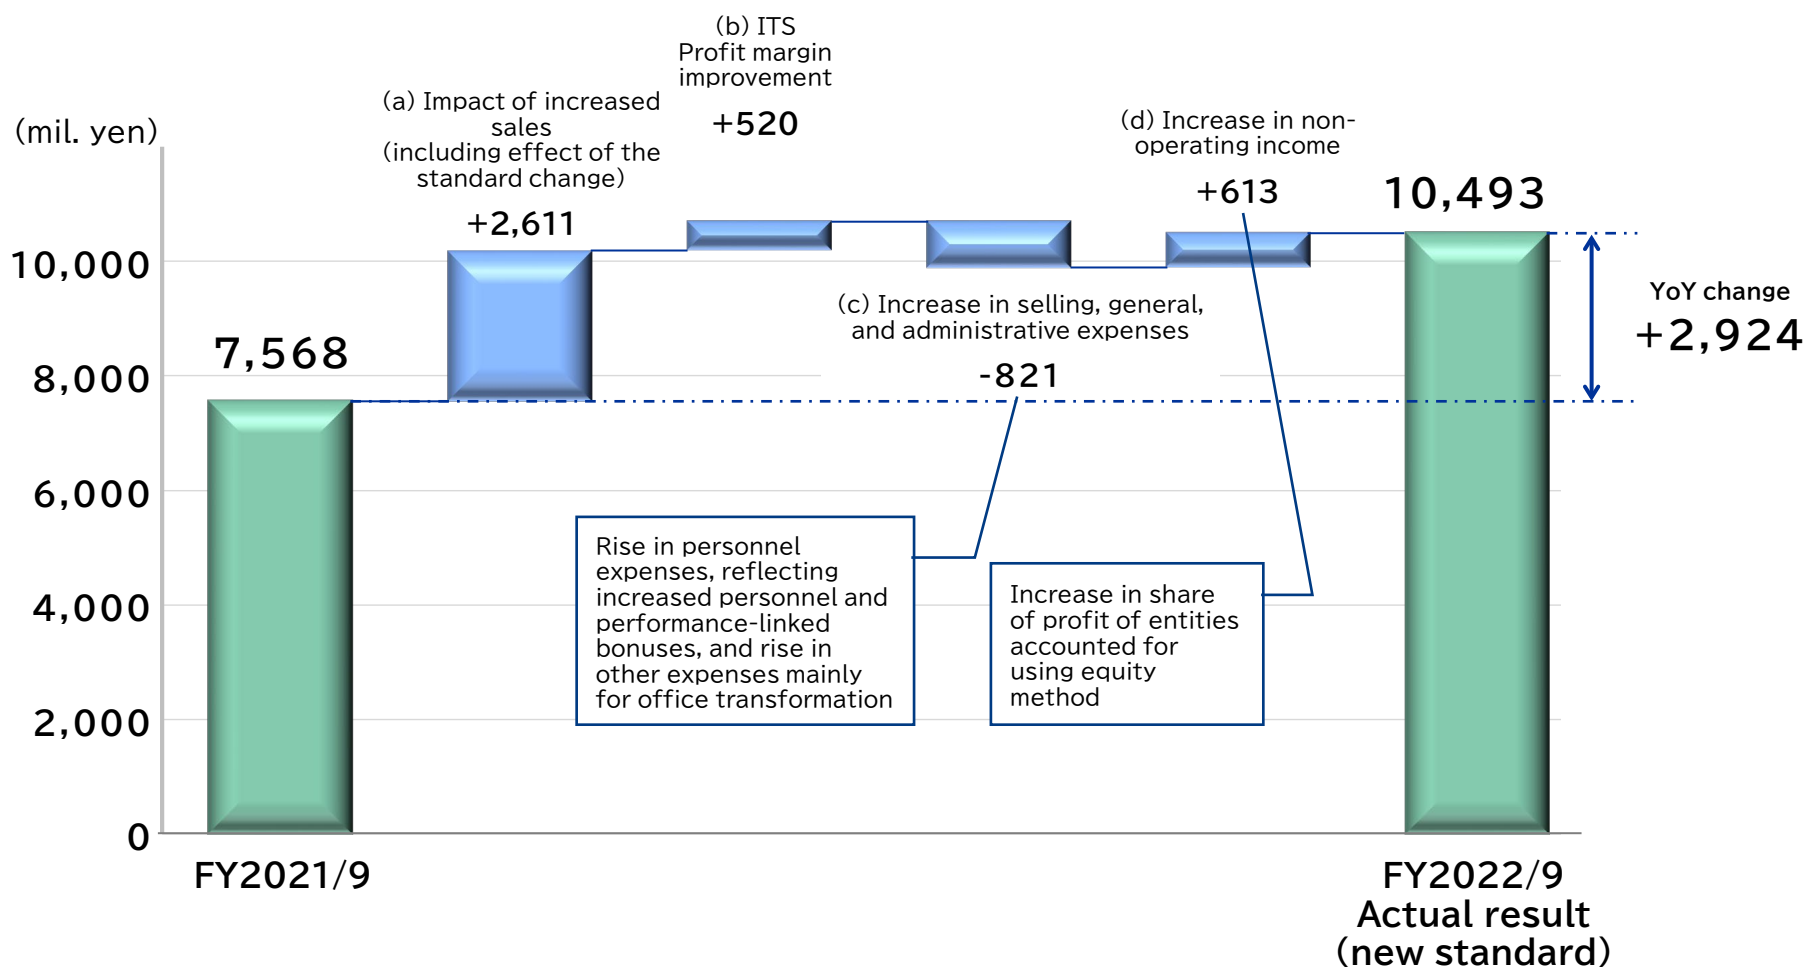 (mil. yen)
10,000
8,000
6,000
4,000
2,000
0
7,568
FY2021/9
(a) Impact of increased
sales
(including effect of the
standard change)
+2,611
(b) ITS
Profit margin
improvement
+520
(c) Increase in selling, general,
and administrative expenses
-821
Rise in personnel
expenses, reflecting
increased personnel and
performance-linked
bonuses, and rise in
other expenses mainly
for office transformation
(d) Increase in non-
operating income
+613
Increase in share
of profit of entities
accounted for
using equity
method
10,493
FY2022/9
Actual result
(new standard)
YoY change
+2,924